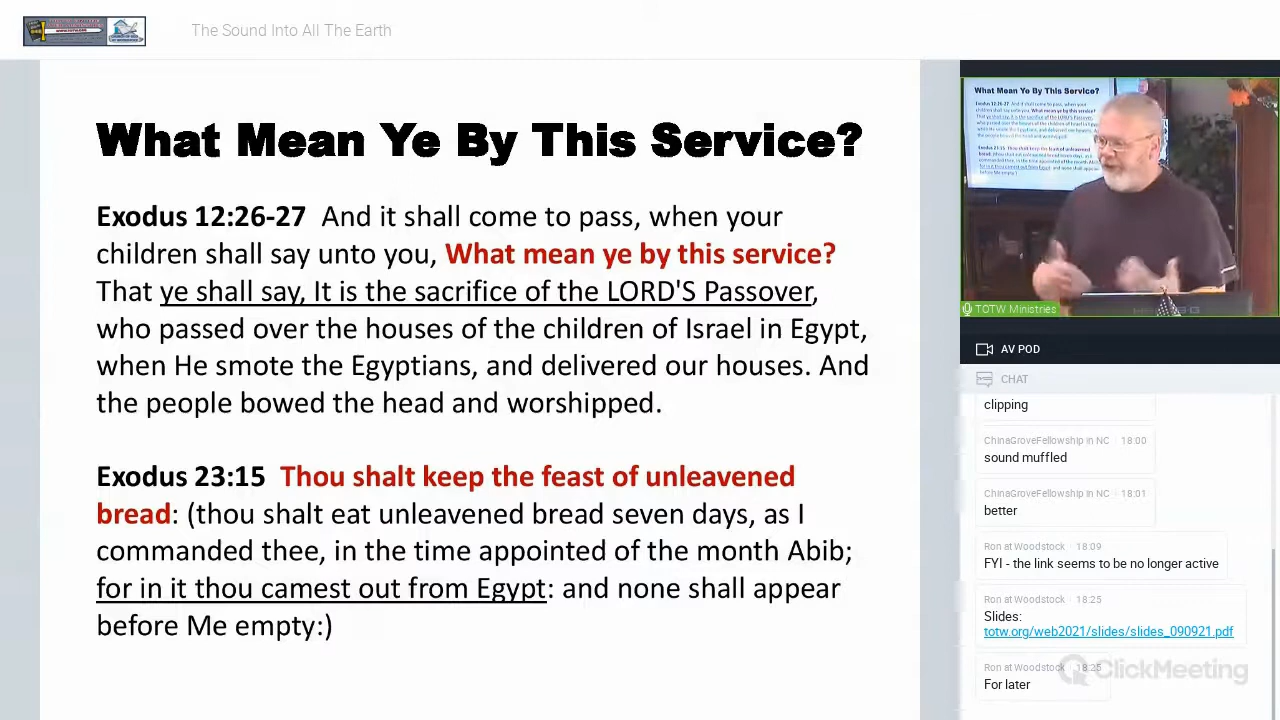 The Sound Into All The Earth
What Mean Ye By This Service?
Exodus 12:26-27 And it shall come to pass, when your
children shall say unto you, What mean ye by this service?
That ye shall say, It is the sacrifice of the LORD'S Passover,
who passed over the houses of the children of Israel in Egypt,
when He smote the Egyptians, and delivered our houses. And
the people bowed the head and worshipped.
Exodus 23:15 Thou shalt keep the feast of unleavened
bread: (thou shalt eat unleavened bread seven days, as I
commanded thee, in the time appointed of the month Abib;
for in it thou camest out from Egypt: and none shall appear
before Me empty:)
What Mean Ye By This Service?
TOTW Ministries
AV POD
CHAT
clipping
ChinaGroveFellowship in NC · 18:00
sound muffled
ChinaGroveFellowship in NC · 18:01
better
Ron at Woodstock · 18:09
FYI - the link seems to be no longer active
Ron at Woodstock · 18:25
Slides:
totw.org/web2021/slides/slides_090921.pdf
Ron at Woodstock · 18:25
For later
ClickMeeting